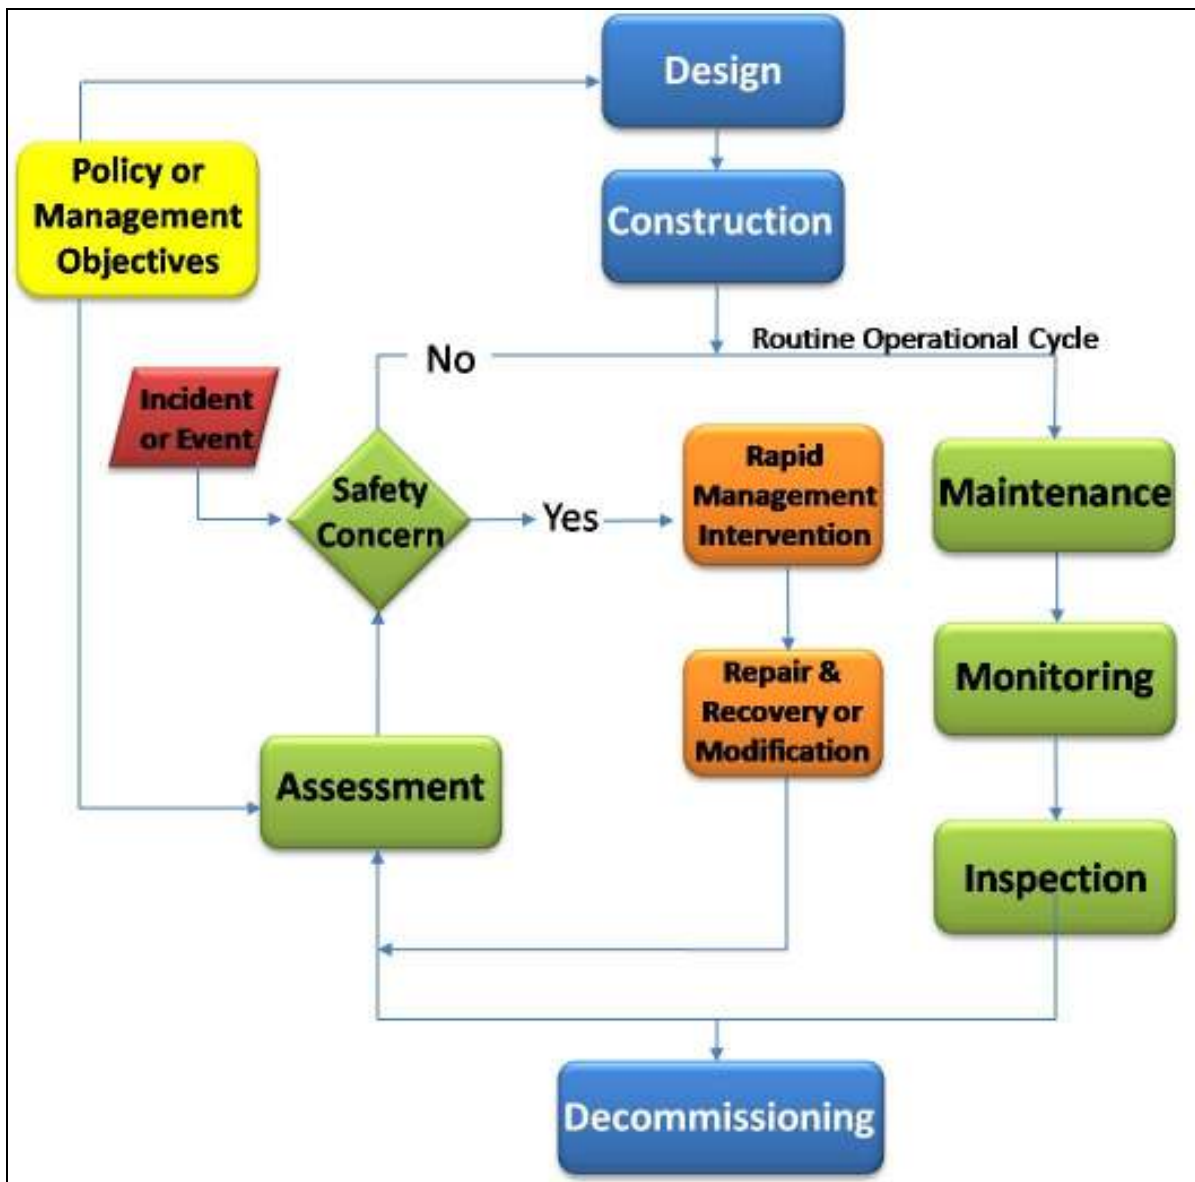 Design
Policy or
Management
Objectives
Construction
Routine Operational Cycle
No
Incident
or Event
Safety
Concern
Yes
Rapid
Management
Intervention
Maintenance
Repair &
Recovery or
Modification
Monitoring
Assessment
Inspection
Decommissioning